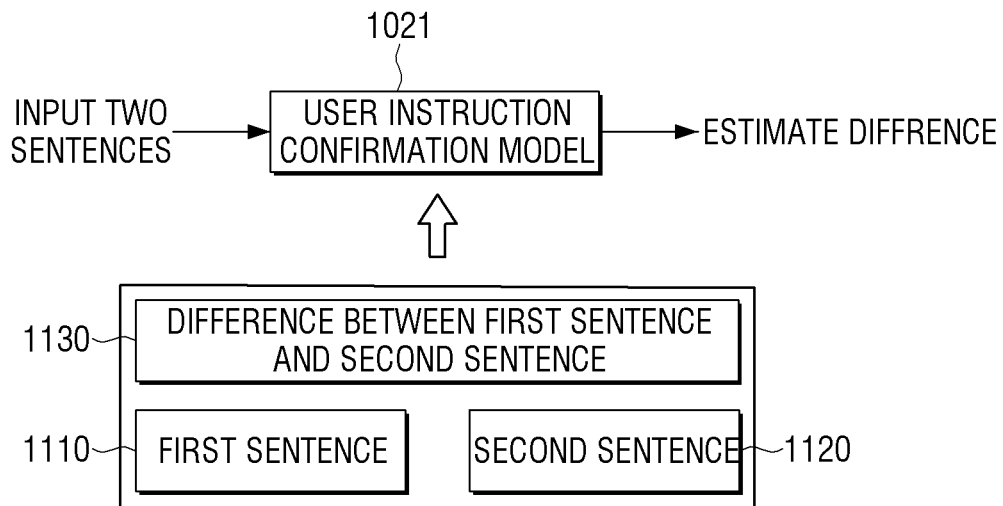 1021
INPUT TWO
SENTENCES
USER INSTRUCTION
CONFIRMATION MODEL
ESTIMATE DIFFRENCE
1130
DIFFERENCE BETWEEN FIRST SENTENCE
AND SECOND SENTENCE
1110
FIRST SENTENCE
SECOND SENTENCE
1120